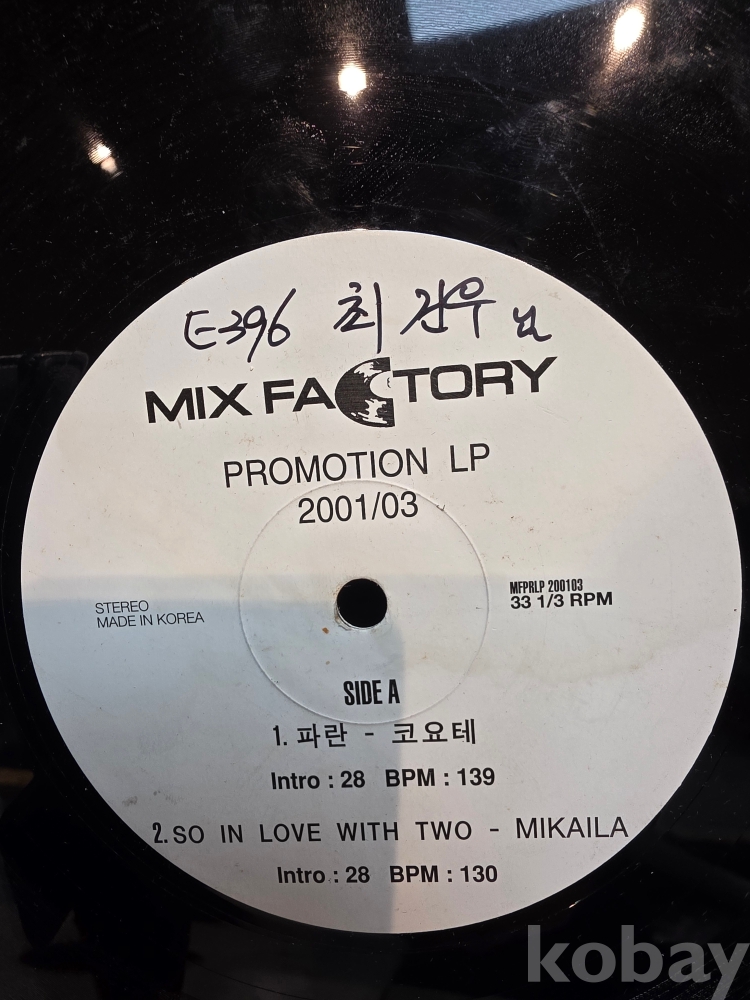 E-396 최건우님
MIX FACTORY
PROMOTION LP
2001/03
STEREO
MADE IN KOREA
MFPRLP 200103
33 1/3 RPM
SIDE A
1. 파란 - 코요테
Intro : 28 BPM : 139
2. SO IN LOVE WITH TWO - MIKAILA
Intro : 28 BPM : 130
kobay